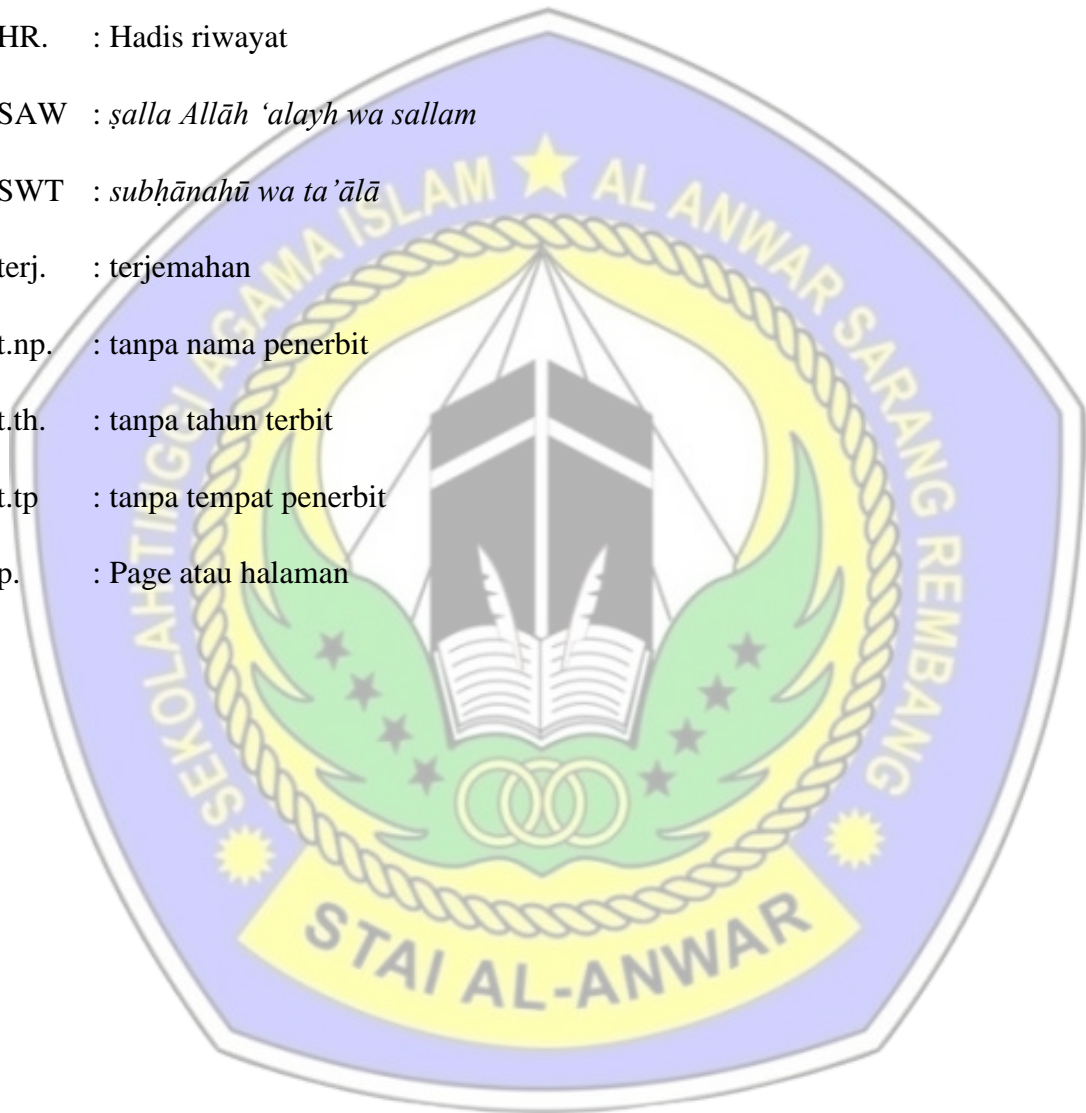 HR. : Hadis riwayat
SAW : ṣalla Allāh ‘alayh wa sallam
SWT : subḥānahū wa ta’ālā
terj. : terjemahan
t.np. : tanpa nama penerbit
t.th. : tanpa tahun terbit
t.tp : tanpa tempat penerbit
p. : Page atau halaman
SEKOLAH TINGGI AGAMA ISLAM AL ANWAR SARANG REMBANG
STAI AL-ANWAR